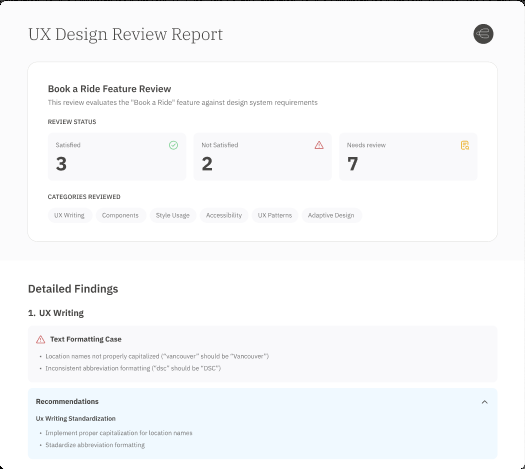 UX Design Review Report
Book a Ride Feature Review
This review evaluates the "Book a Ride" feature against design system requirements
REVIEW STATUS
Satisfied
3
Not Satisfied
2
Needs review
7
CATEGORIES REVIEWED
UX Writing
Components
Style Usage
Accessibility
UX Patterns
Adaptive Design
Detailed Findings
1. UX Writing
Text Formatting Case
• Location names not properly capitalized ("vancouver" should be "Vancouver")
• Inconsistent abbreviation formatting ("dsc" should be "DSC")
Recommendations
Ux Writing Standardization
• Implement proper capitalization for location names
• Stadardize abbreviation formatting